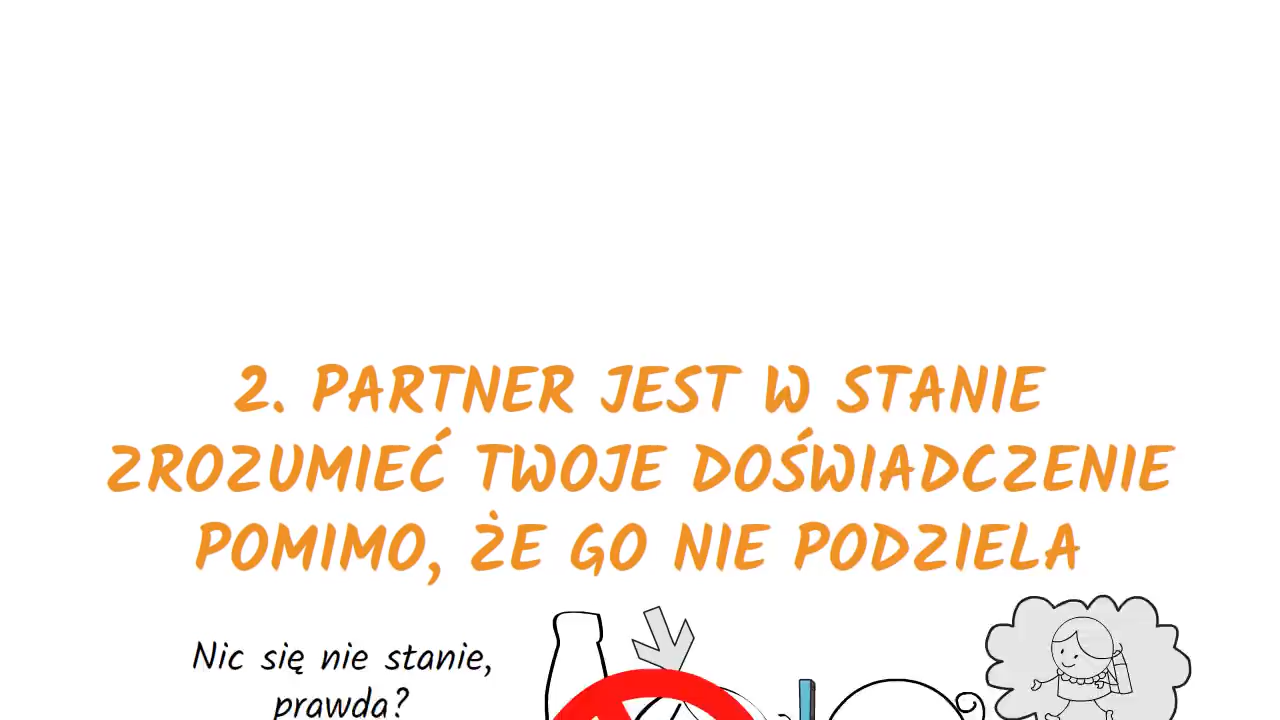 2. PARTNER JEST W STANIE
ZROZUMIEĆ TWOJE DOŚWIADCZENIE
POMIMO, ŻE GO NIE PODZIELA
Nic się nie stanie,
prawda?